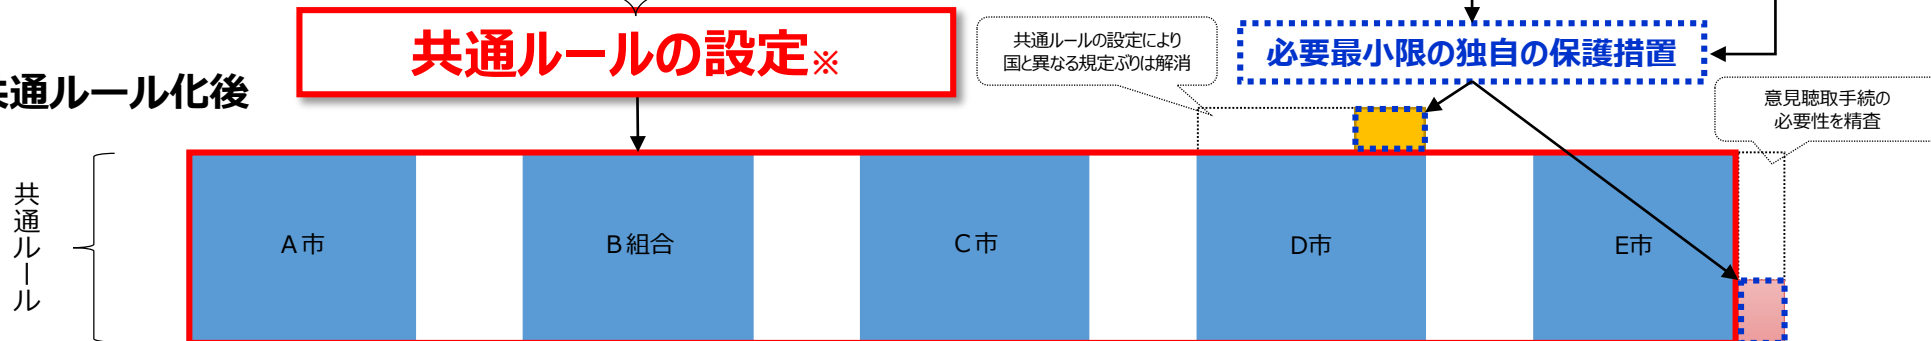 共通ルールの設定※
共通ルールの設定により
国と異なる規定ぶりは解消
必要最小限の独自の保護措置
意見聴取手続の
必要性を精査
共通ルール化後
共通ルール
A市
B組合
C市
D市
E市